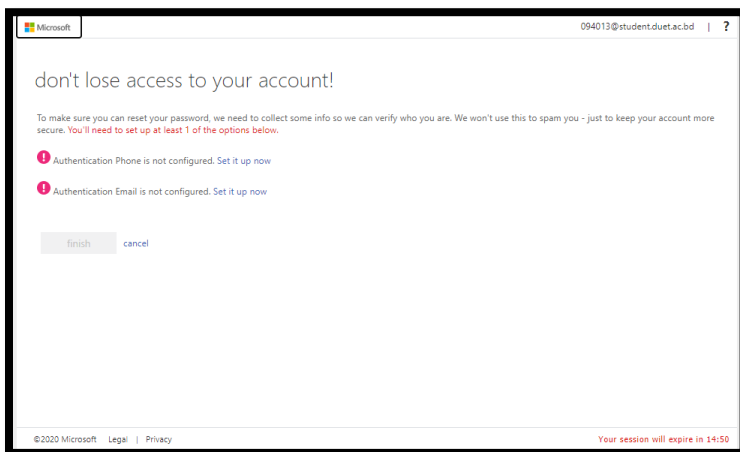 Microsoft
094013@student.duet.ac.bd | ?
don't lose access to your account!
To make sure you can reset your password, we need to collect some info so we can verify who you are. We won't use this to spam you - just to keep your account more
secure. You'll need to set up at least 1 of the options below.
! Authentication Phone is not configured. Set it up now
! Authentication Email is not configured. Set it up now
finish cancel
©2020 Microsoft Legal | Privacy
Your session will expire in 14:50